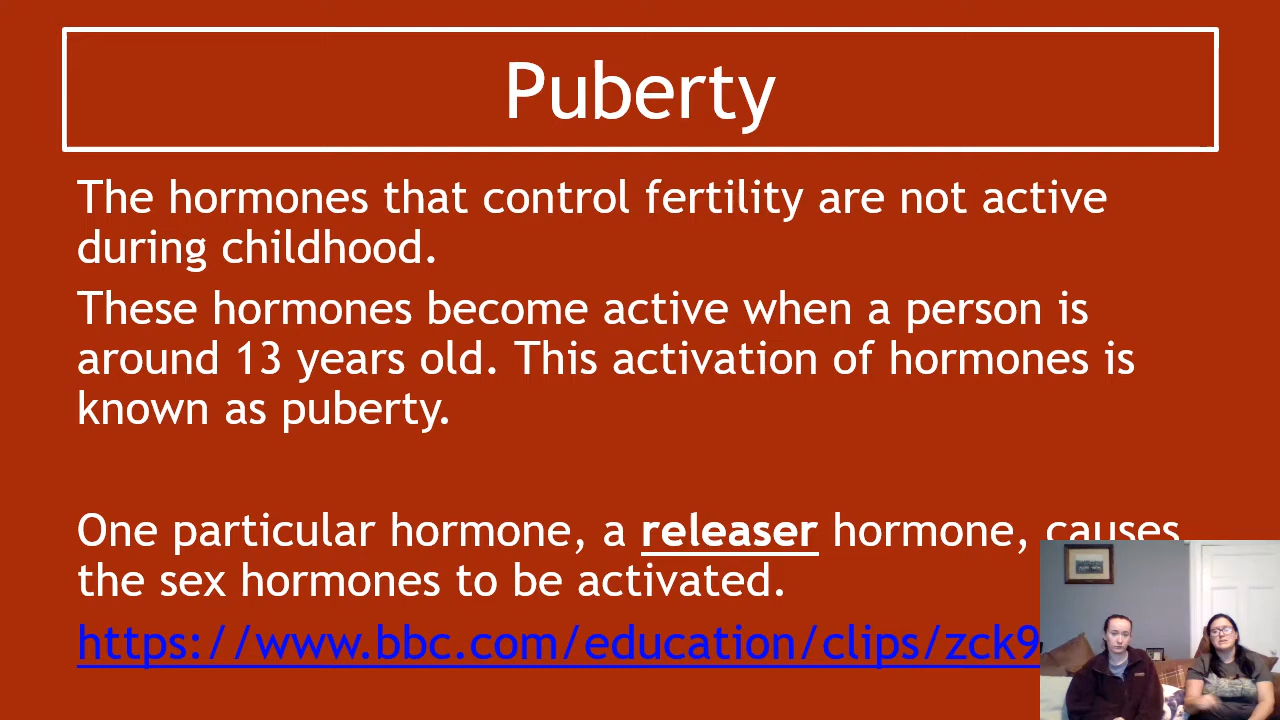 Puberty
The hormones that control fertility are not active
during childhood.
These hormones become active when a person is
around 13 years old. This activation of hormones is
known as puberty.
One particular hormone, a releaser hormone, causes
the sex hormones to be activated.
https://www.bbc.com/education/clips/zck9